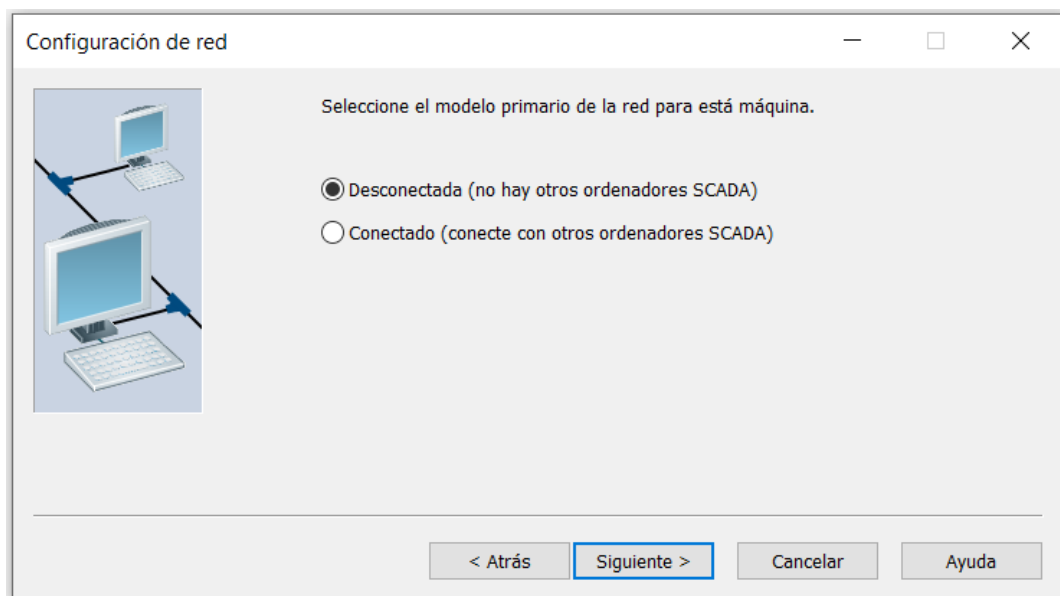 Configuración de red
Seleccione el modelo primario de la red para está máquina.
Desconectada (no hay otros ordenadores SCADA)
Conectado (conecte con otros ordenadores SCADA)
< Atrás
Siguiente >
Cancelar
Ayuda